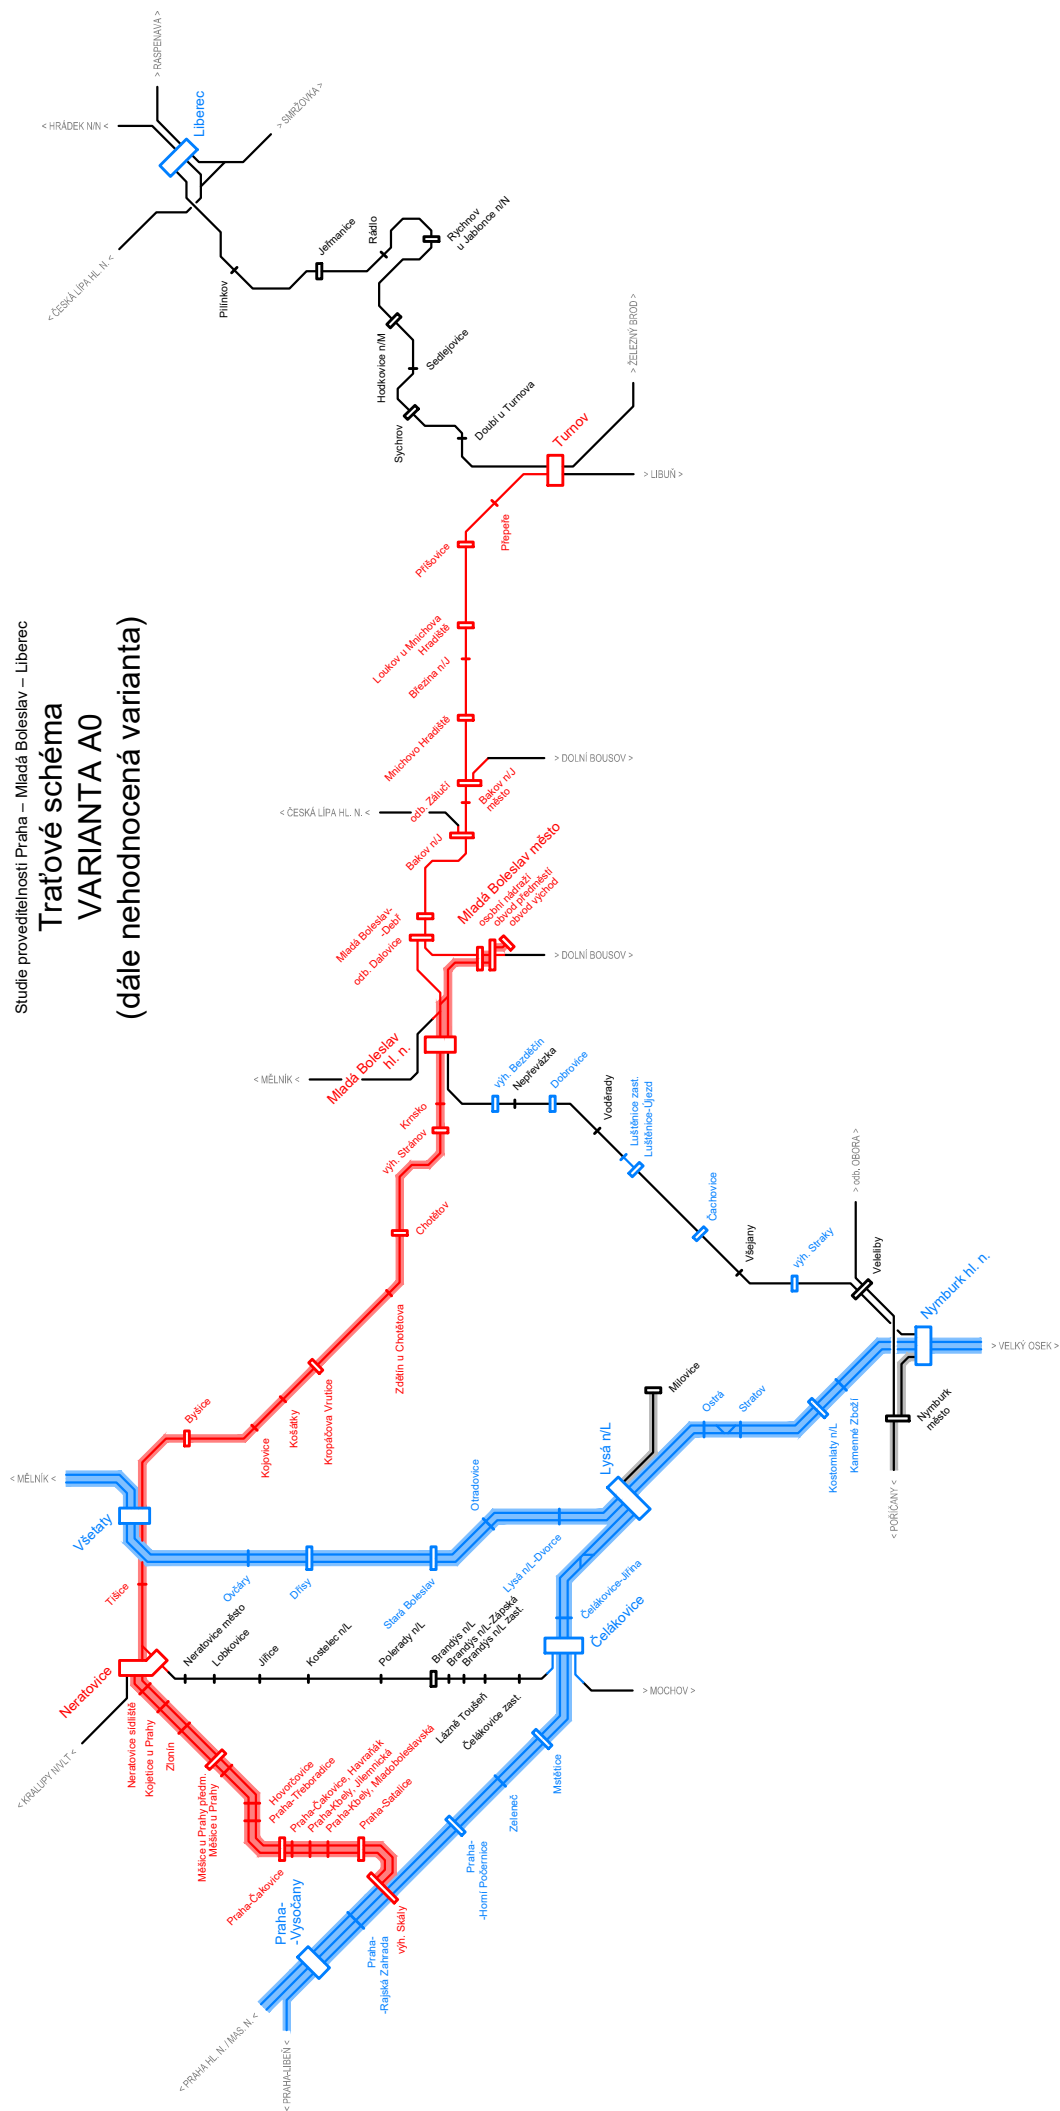 Studie proveditelnosti Praha – Mladá Boleslav – Liberec
Traťové schéma
VARIANTA A0
(dále nehodnocená varianta)
> RASPENAVA >
< HRÁDEK N/N >
Liberec
> SMRŽOVKA >
< ČESKÁ LÍPA HL. N. <
Pilínkov
Jeřmanice
Rádlo
Rychnov
u Jablonce n/N
Hodkovice n/M
Sedlejovice
Sychrov
Doubí u Turnova
> ŽELEZNÝ BROD >
Turnov
> LIBUŇ >
Přepeře
Příšovice
Loukov u Mnichova
Hradiště
Březina n/J
Mnichovo Hradiště
> DOLNÍ BOUSOV >
odb. Zálučí
Bakov n/J
město
< ČESKÁ LÍPA HL. N. <
Bakov n/J
Mladá Boleslav-
-Debř
odb. Dalovice
Mladá Boleslav město
osobní nádraží
obvod předměstí
obvod východ
> DOLNÍ BOUSOV >
Mladá Boleslav
hl. n.
< MĚLNÍK >
Krnsko
výh. Stránov
Chotětov
Zdětín u Chotětova
Kropáčova Vrutice
Košátky
Kojovice
Byšice
výh. Bezděčín
Nepřevázka
Dobrovice
Voděrady
Luštěnice zast.
Luštěnice-Újezd
Čachovice
Všejany
výh. Straky
> odb. OBORA >
Veleliby
Nymburk hl. n.
> VELKÝ OSEK >
Nymburk
město
< POŘÍČANY <
Kamenné Zboží
Kostomlaty n/L
Stratov
Ostrá
Milovice
Lysá n/L
Lysá n/L-Dvorce
Otradovice
Stará Boleslav
Dřísy
Ovčáry
< MĚLNÍK >
Všetaty
Tišice
Neratovice
< KRALUPY N/VLT <
Neratovice město
Lobkovice
Jiřice
Kostelec n/L
Polerady n/L
Brandýs n/L
Brandýs n/L-Zápská
Brandýs n/L zast.
Lázně Toušeň
Čelákovice zast.
Čelákovice-Jiřina
Čelákovice
> MOCHOV >
Mstětice
Zeleneč
Praha-
-Horní Počernice
Neratovice sídliště
Kojetice u Prahy
Zlonín
Měšice u Prahy předm.
Měšice u Prahy
Hovorčovice
Praha-Třeboradice
Praha-Čakovice, Havraňák
Praha-Kbely, Jilemnická
Praha-Kbely, Mladoboleslavská
Praha-Satalice
Praha-Čakovice
výh. Skály
Praha-
-Rajská Zahrada
Praha-
-Vysočany
< PRAHA HL. N. / MAS. N. <
< PRAHA-LIBEŇ <